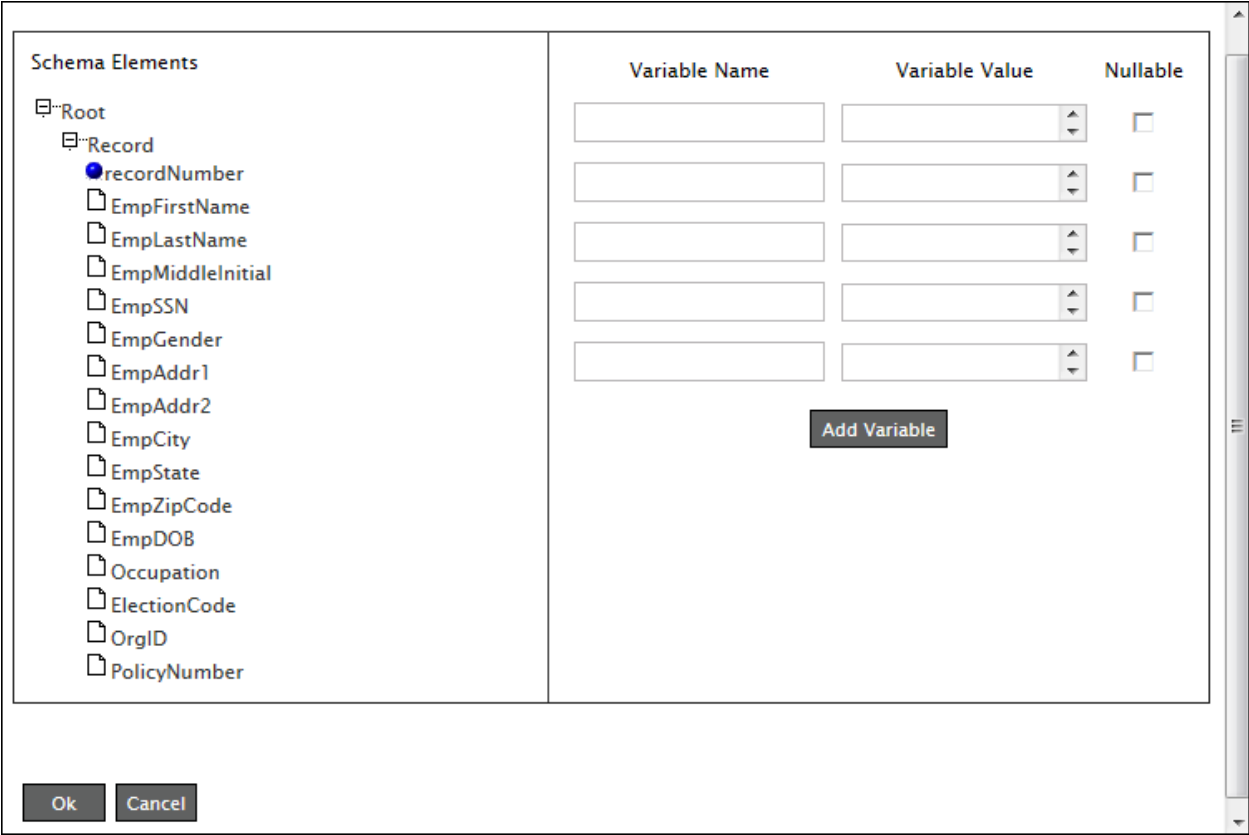 Schema Elements
Root
Record
recordNumber
EmpFirstName
EmpLastName
EmpMiddleInitial
EmpSSN
EmpGender
EmpAddr1
EmpAddr2
EmpCity
EmpState
EmpZipCode
EmpDOB
Occupation
ElectionCode
OrgID
PolicyNumber
Variable Name Variable Value Nullable
Add Variable
Ok Cancel